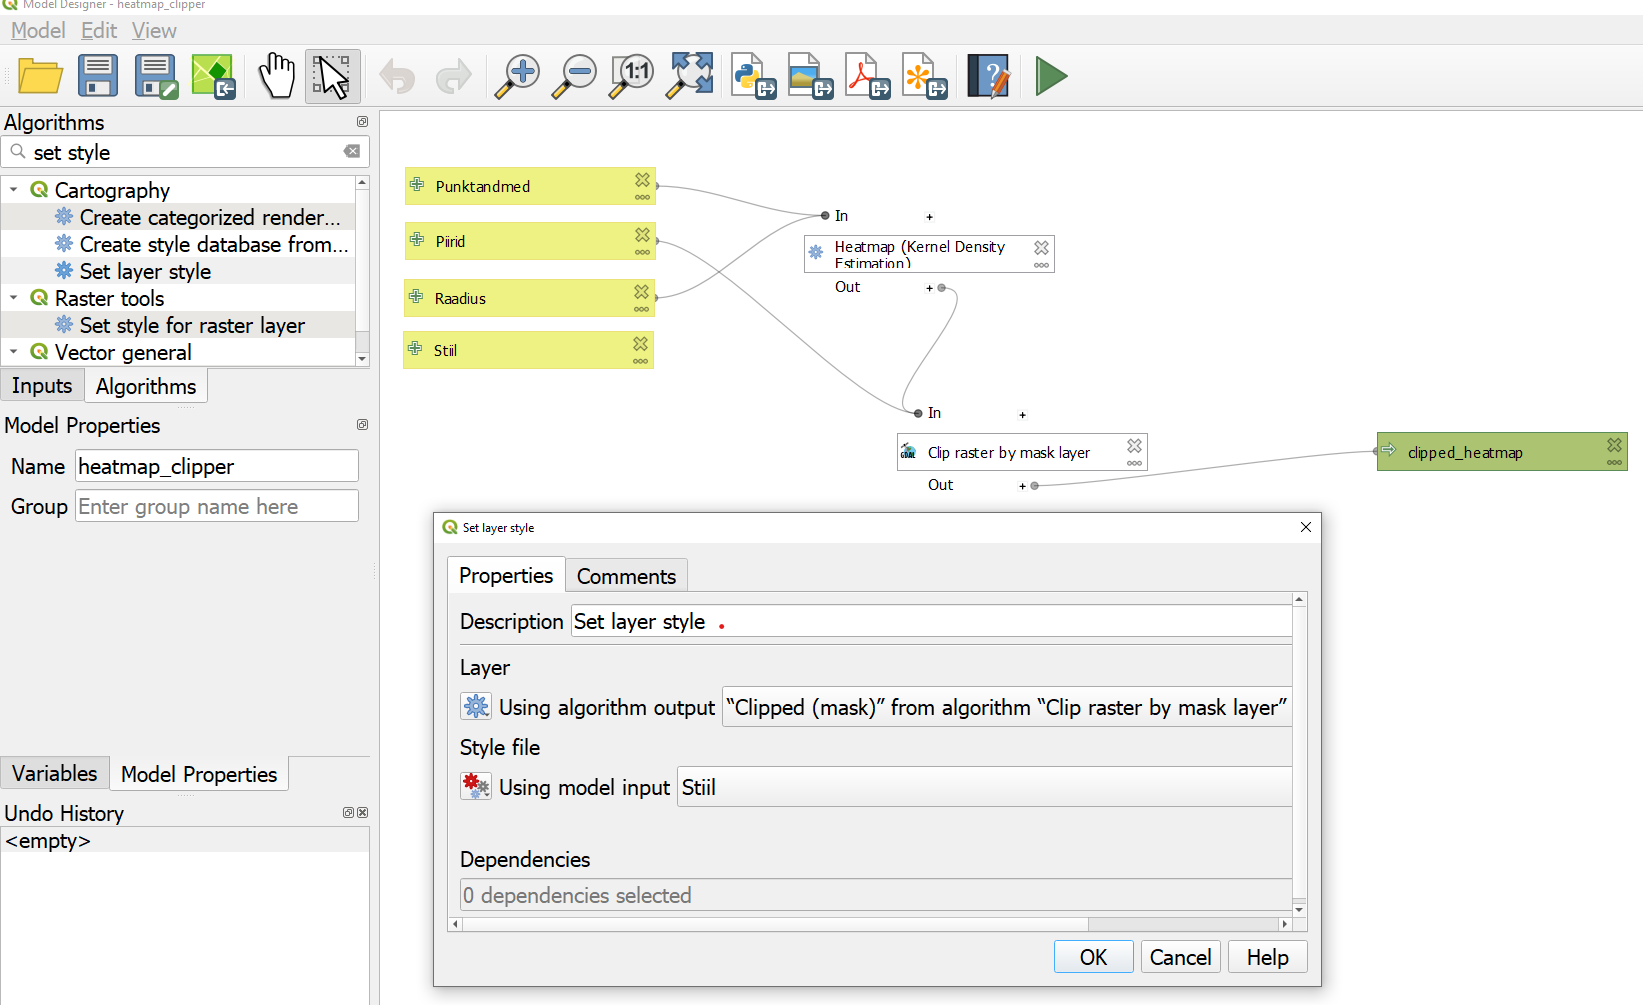 Model Designer - heatmap_clipper
Model Edit View
1:1
?
Algorithms
set style
Cartography
Create categorized render...
Create style database from...
Set layer style
Raster tools
Set style for raster layer
Vector general
Inputs Algorithms
Model Properties
Name heatmap_clipper
Group Enter group name here
Variables Model Properties
Undo History
<empty>
Punktandmed
Piirid
Raadius
Stiil
In +
Heatmap (Kernel Density
Estimation)
Out +
In +
GDAL Clip raster by mask layer
Out +
clipped_heatmap
Set layer style
Properties Comments
Description Set layer style
Layer
Using algorithm output “Clipped (mask)” from algorithm “Clip raster by mask layer”
Style file
Using model input Stiil
Dependencies
0 dependencies selected
OK Cancel Help